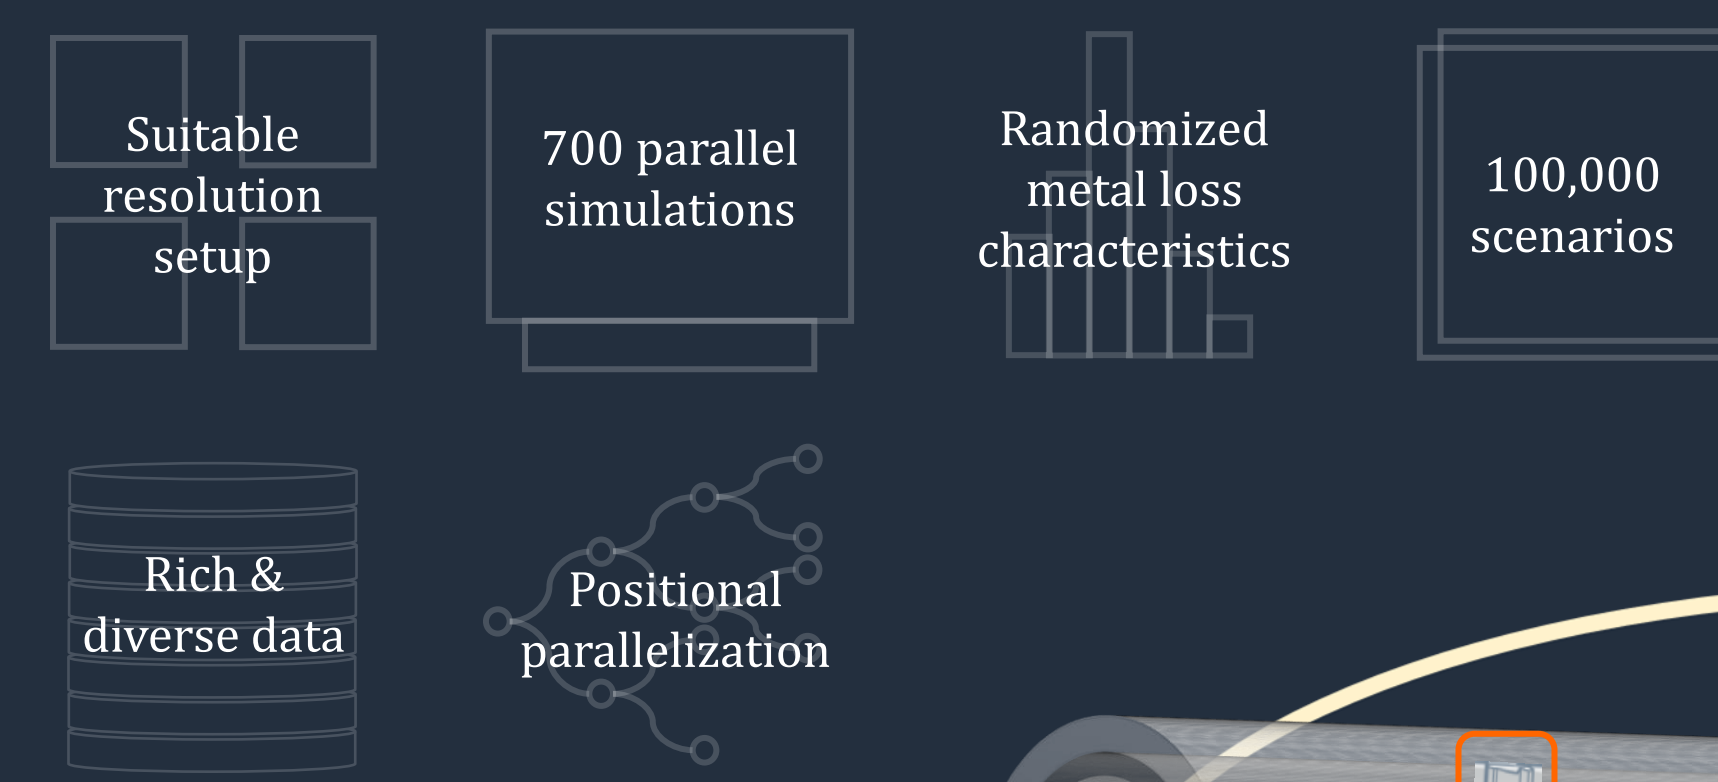 Suitable
resolution
setup
700 parallel
simulations
Randomized
metal loss
characteristics
100,000
scenarios
Rich &
diverse data
Positional
parallelization